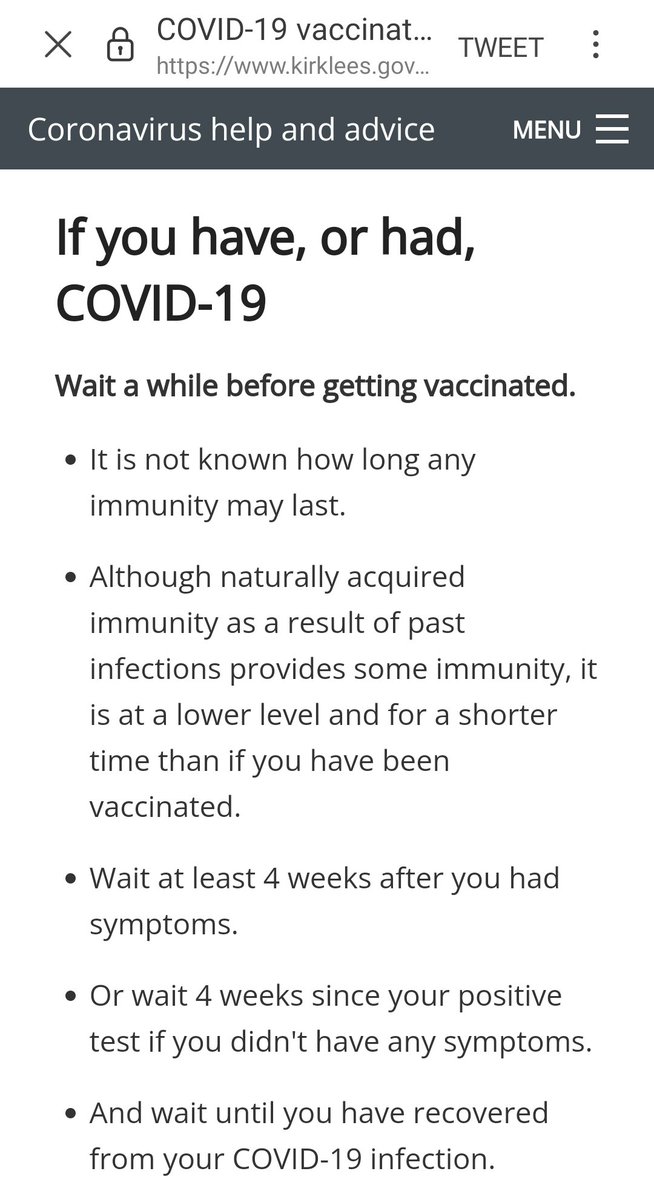 COVID-19 vaccinat...
TWEET
https://www.kirklees.gov...
Coronavirus help and advice
MENU
If you have, or had,
COVID-19
Wait a while before getting vaccinated.
• It is not known how long any
immunity may last.
• Although naturally acquired
immunity as a result of past
infections provides some immunity, it
is at a lower level and for a shorter
time than if you have been
vaccinated.
• Wait at least 4 weeks after you had
symptoms.
• Or wait 4 weeks since your positive
test if you didn't have any symptoms.
• And wait until you have recovered
from your COVID-19 infection.